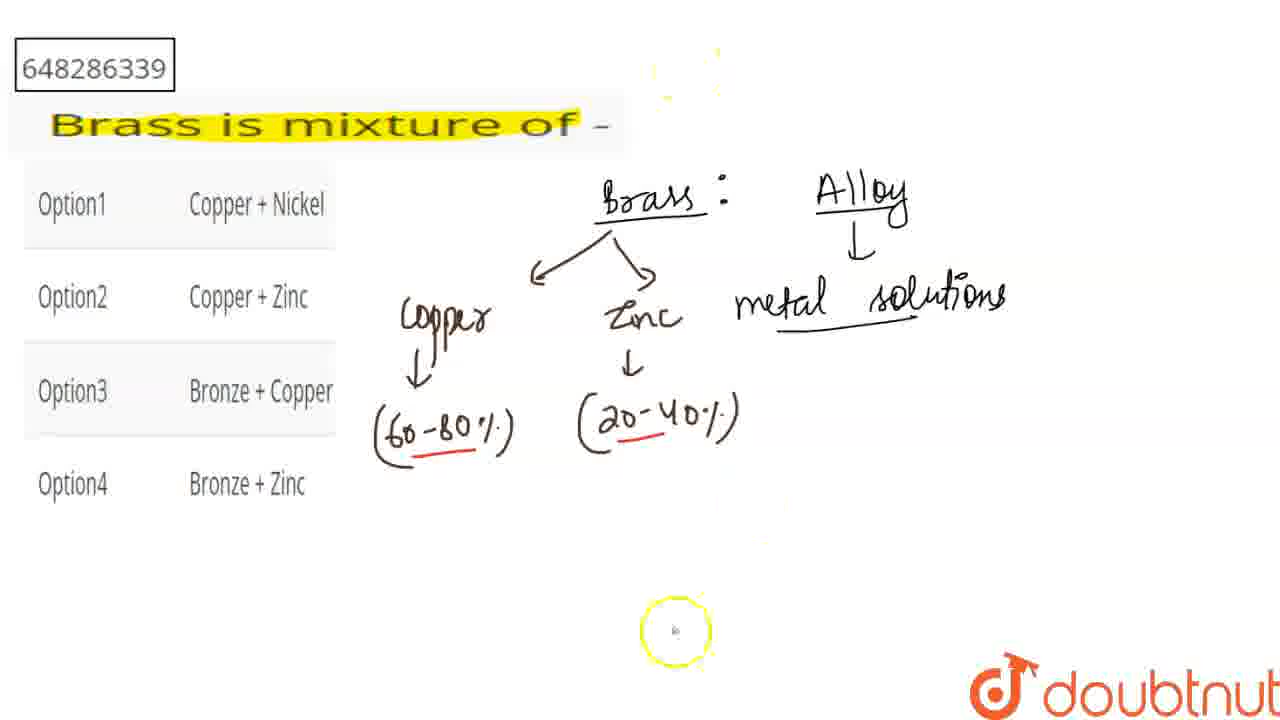 648286339
Brass is mixture of -
Option1 Copper + Nickel
Option2 Copper + Zinc
Option3 Bronze + Copper
Option4 Bronze + Zinc
Brass : Alloy
Copper Zinc metal solutions
(60-80%) (20-40%)
doubtnut